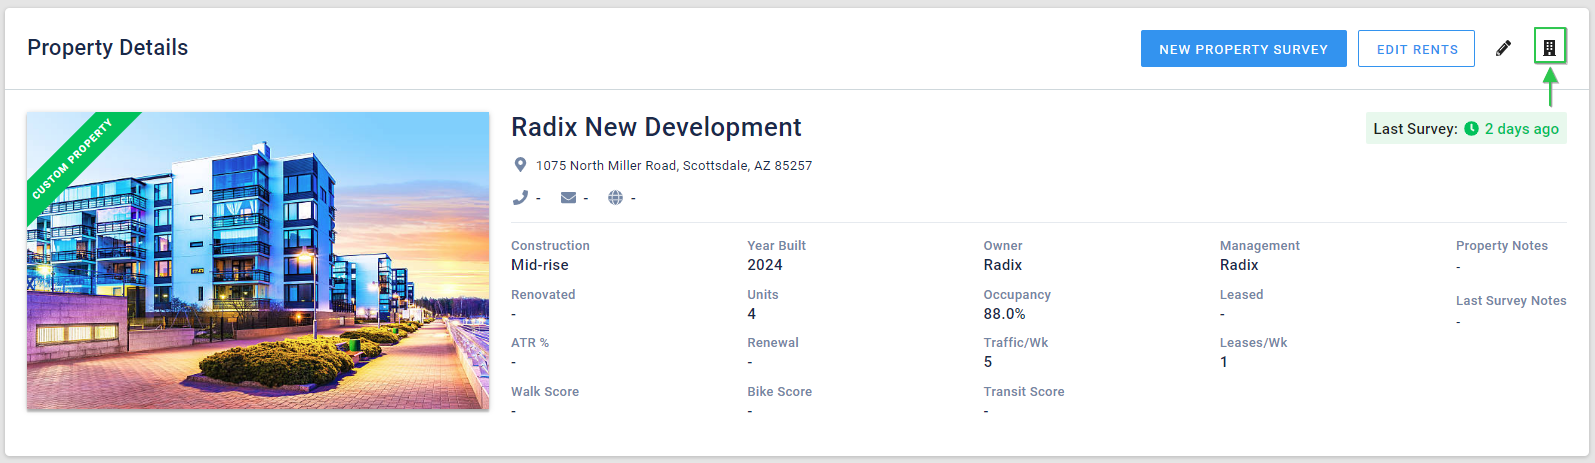 Property Details
NEW PROPERTY SURVEY
EDIT RENTS
CUSTOM PROPERTY
Radix New Development
Last Survey: 2 days ago
1075 North Miller Road, Scottsdale, AZ 85257
- - -
Construction Year Built Owner Management Property Notes
Mid-rise 2024 Radix Radix -
Renovated Units Occupancy Leased Last Survey Notes
- 4 88.0% - -
ATR % Renewal Traffic/Wk Leases/Wk
- - 5 1
Walk Score Bike Score Transit Score
- - -